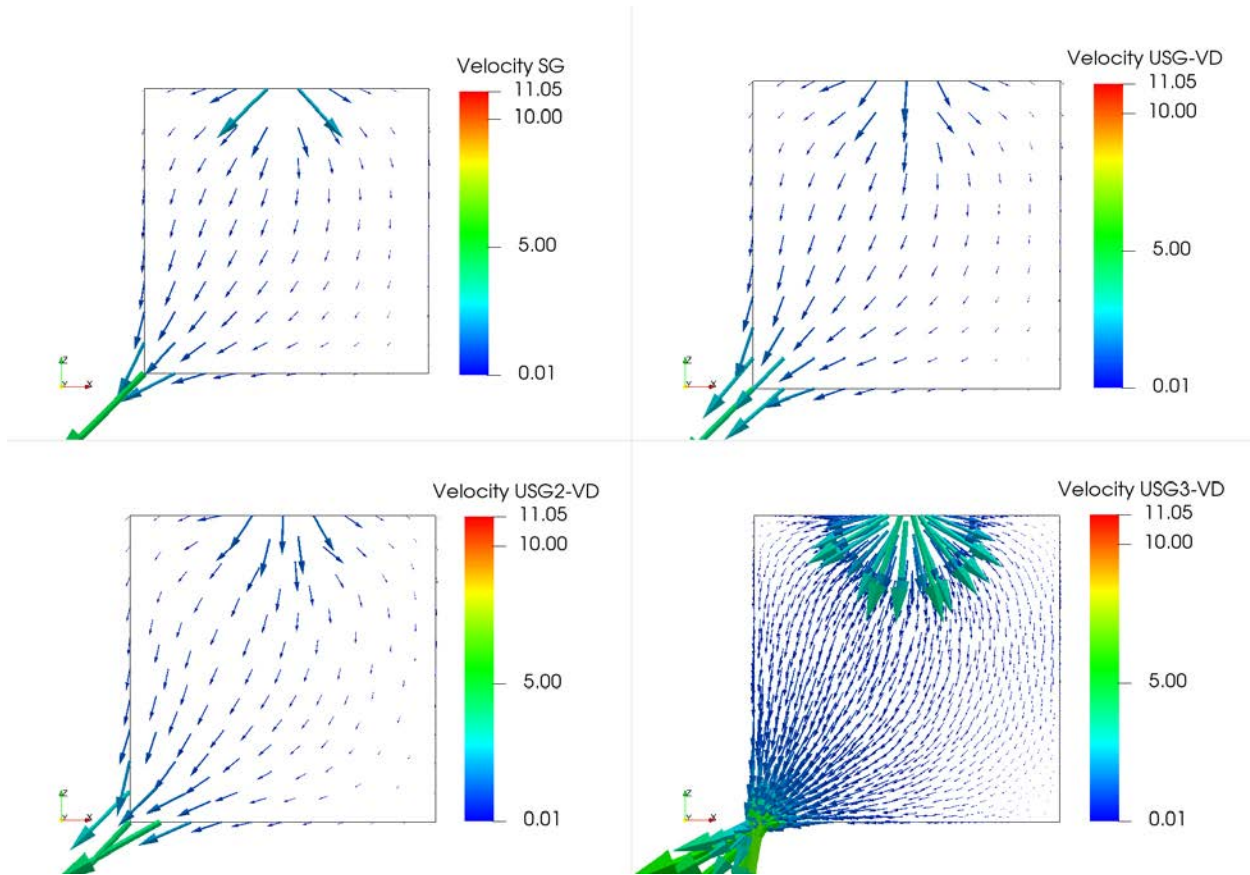 Velocity SG
11.05
10.00
5.00
0.01
Z
Y
X
Velocity USG-VD
11.05
10.00
5.00
0.01
Z
Y
X
Velocity USG2-VD
11.05
10.00
5.00
0.01
Z
Y
X
Velocity USG3-VD
11.05
10.00
5.00
0.01
Z
Y
X